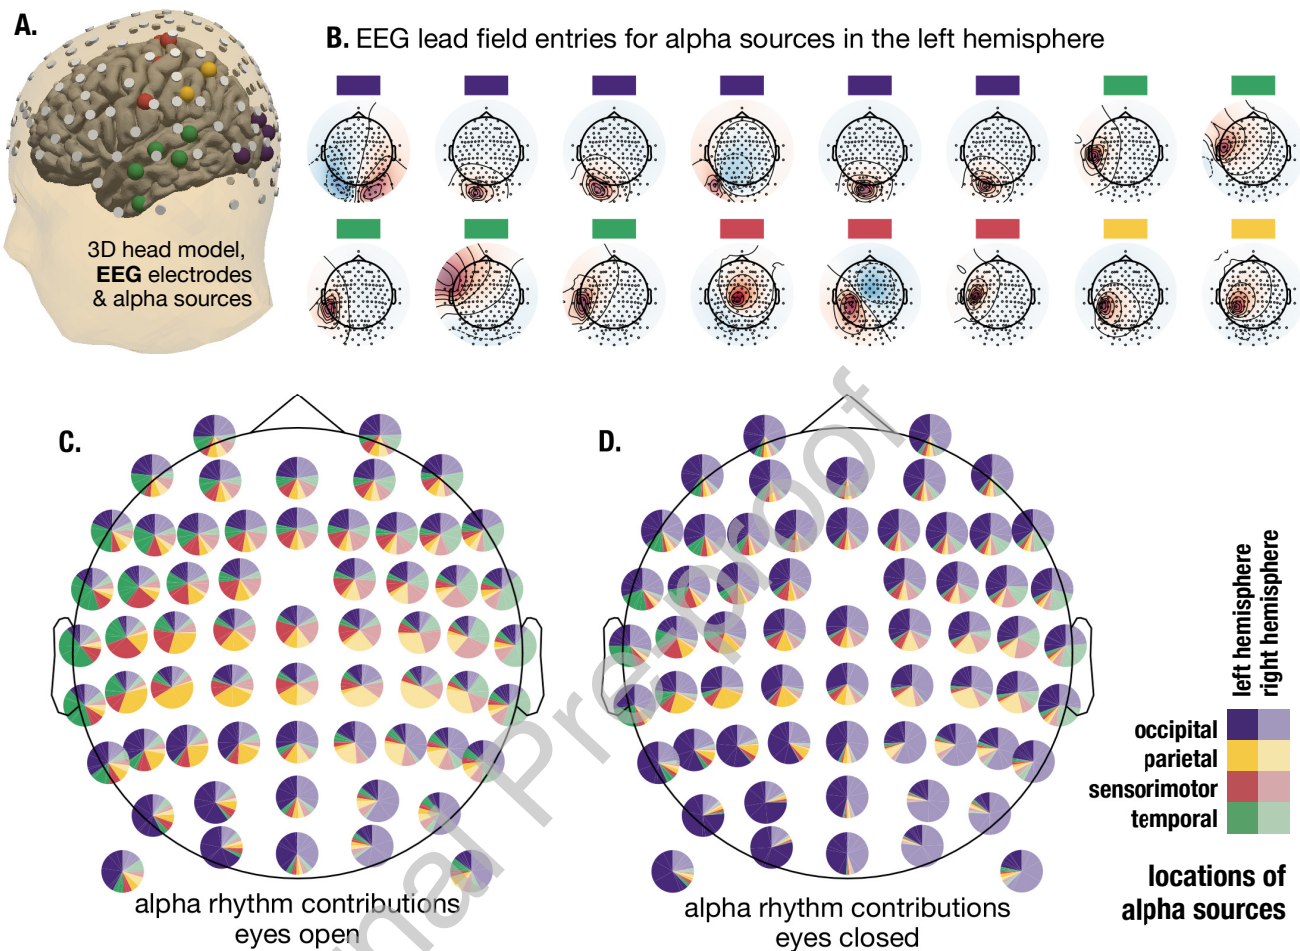 A.
B. EEG lead field entries for alpha sources in the left hemisphere
3D head model,
EEG electrodes
& alpha sources
C.
D.
left hemisphere
right hemisphere
occipital
parietal
sensorimotor
temporal
locations of
alpha sources
alpha rhythm contributions
eyes open
alpha rhythm contributions
eyes closed
nal Preproof